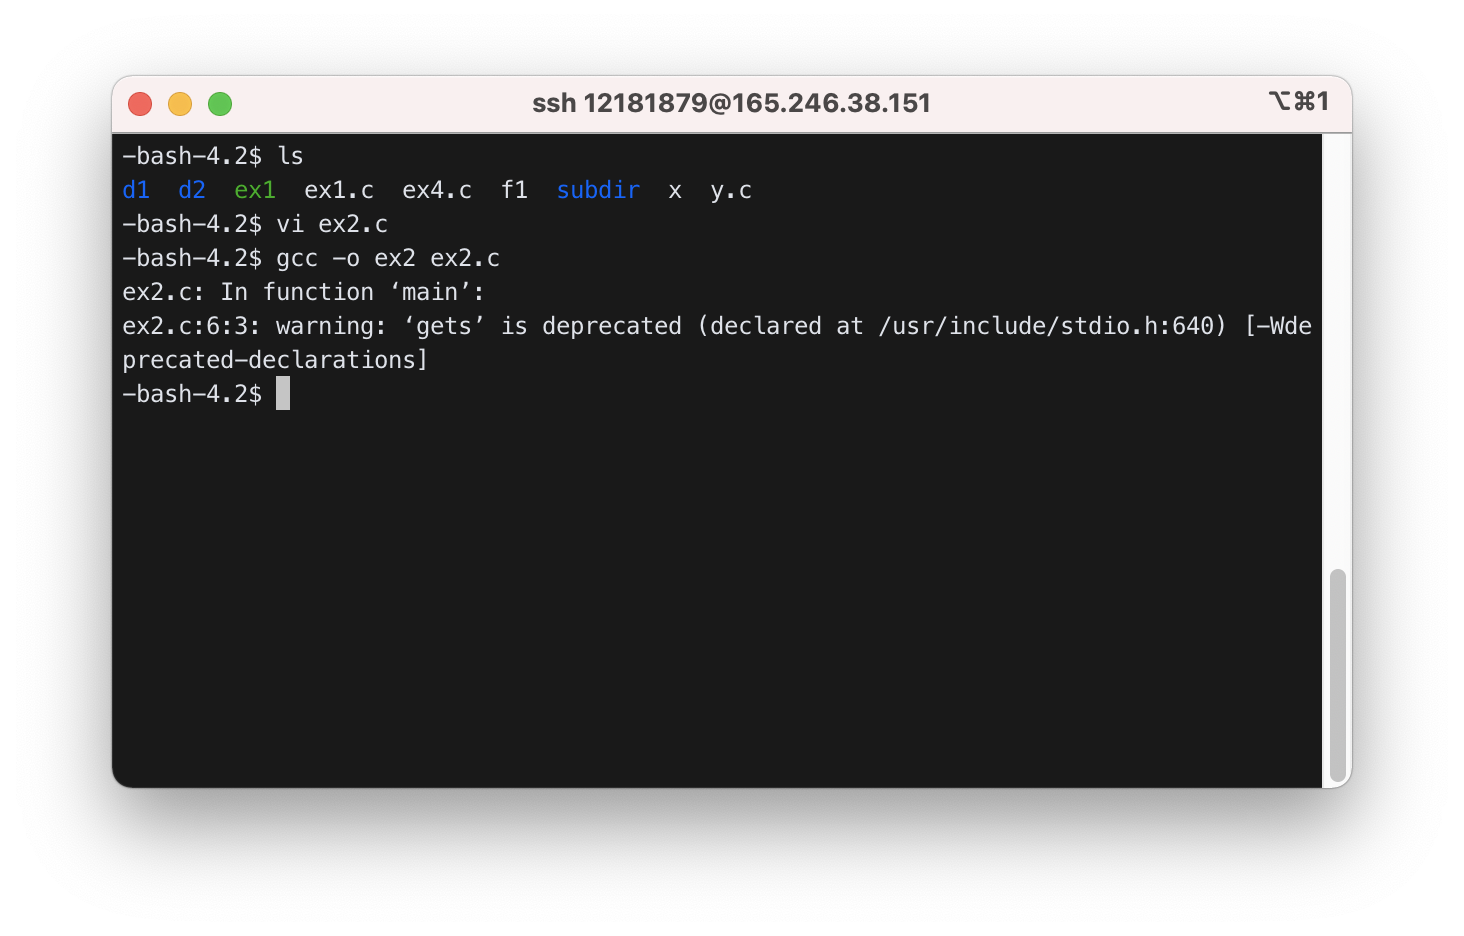 ssh 12181879@165.246.38.151
⌥⌘1
-bash-4.2$ ls
d1  d2  ex1  ex1.c  ex4.c  f1  subdir  x  y.c
-bash-4.2$ vi ex2.c
-bash-4.2$ gcc -o ex2 ex2.c
ex2.c: In function ‘main’:
ex2.c:6:3: warning: ‘gets’ is deprecated (declared at /usr/include/stdio.h:640) [-Wde
precated-declarations]
-bash-4.2$